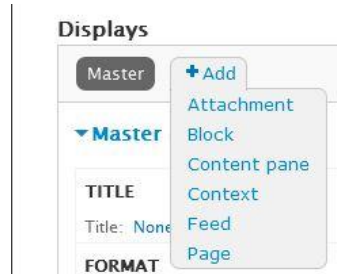 Displays
Master + Add
Attachment
Block
Content pane
Context
Feed
Page
Master
TITLE
Title: None
FORMAT